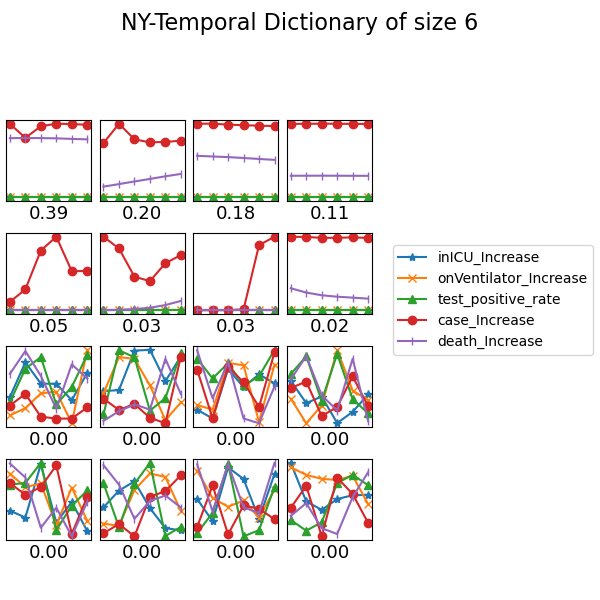 NY-Temporal Dictionary of size 6
0.39 0.20 0.18 0.11
0.05 0.03 0.03 0.02
inICU_Increase
onVentilator_Increase
test_positive_rate
case_Increase
death_Increase
0.00 0.00 0.00 0.00
0.00 0.00 0.00 0.00